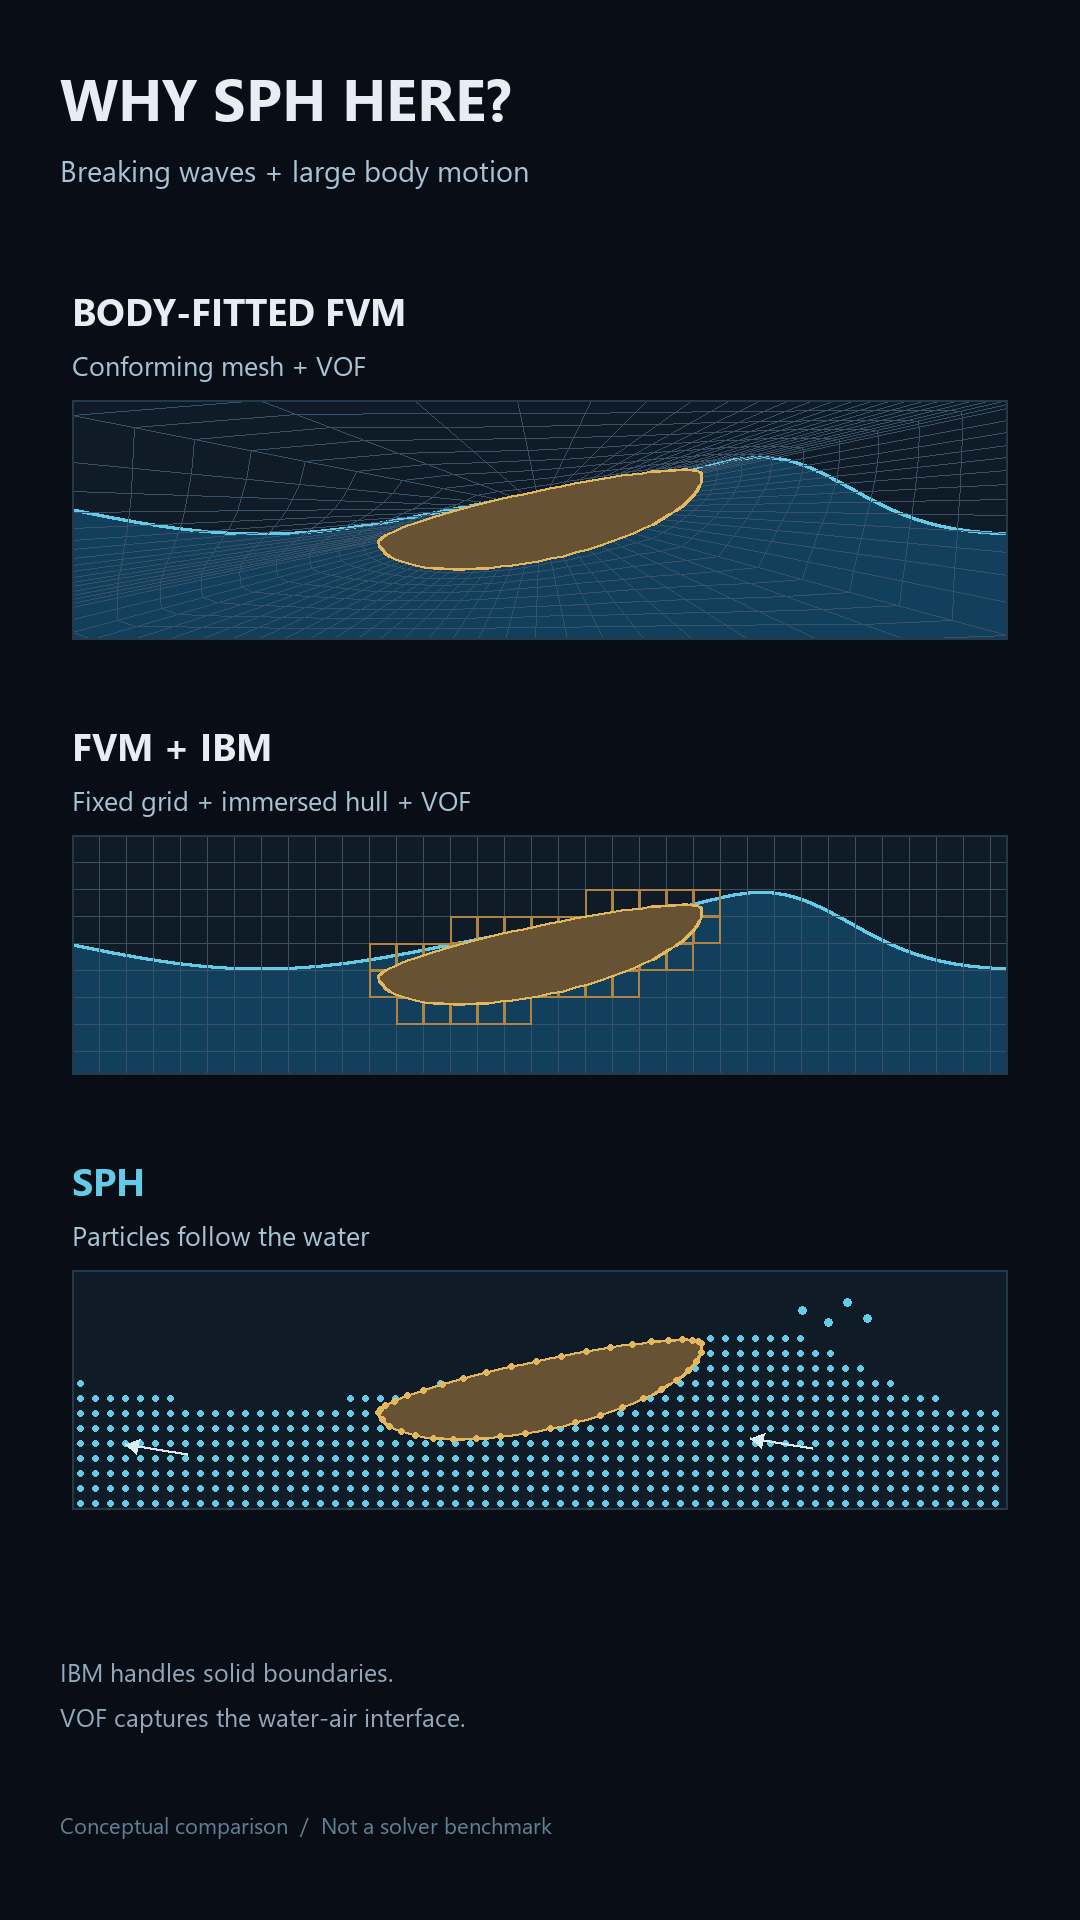 WHY SPH HERE?
Breaking waves + large body motion
BODY-FITTED FVM
Conforming mesh + VOF
FVM + IBM
Fixed grid + immersed hull + VOF
SPH
Particles follow the water
IBM handles solid boundaries.
VOF captures the water-air interface.
Conceptual comparison / Not a solver benchmark